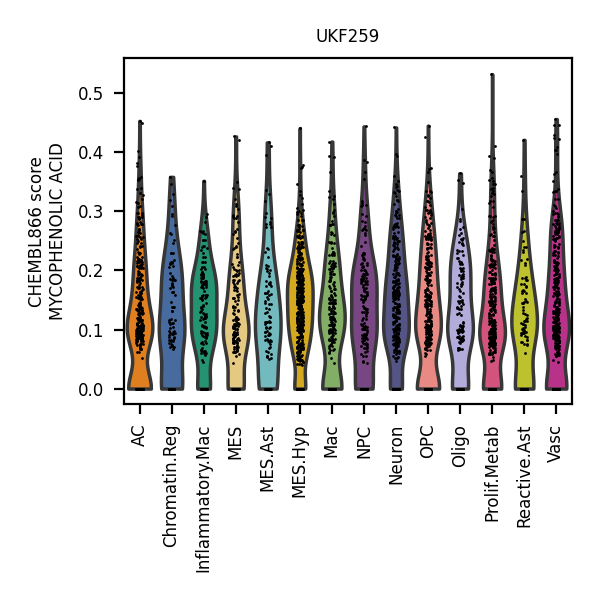 UKF259
CHEMBL866 score
MYCOPHENOLIC ACID
0.5
0.4
0.3
0.2
0.1
0.0
AC
Chromatin.Reg
Inflammatory.Mac
MES
MES.Ast
MES.Hyp
Mac
NPC
Neuron
OPC
Oligo
Prolif.Metab
Reactive.Ast
Vasc